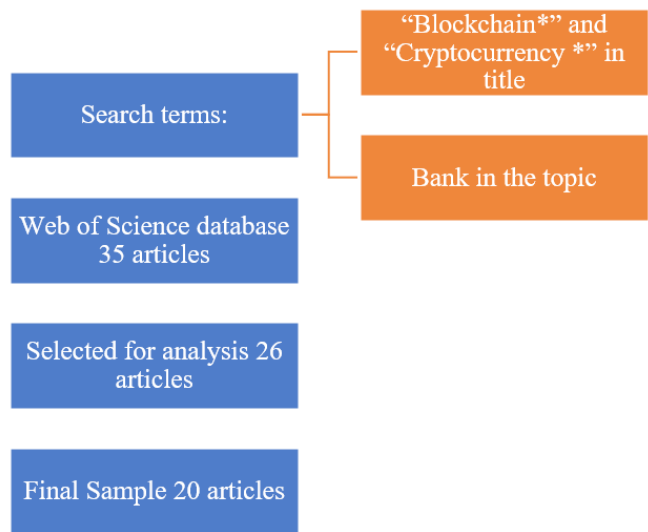 Search terms:
“Blockchain*” and
“Cryptocurrency *” in
title
Bank in the topic
Web of Science database
35 articles
Selected for analysis 26
articles
Final Sample 20 articles